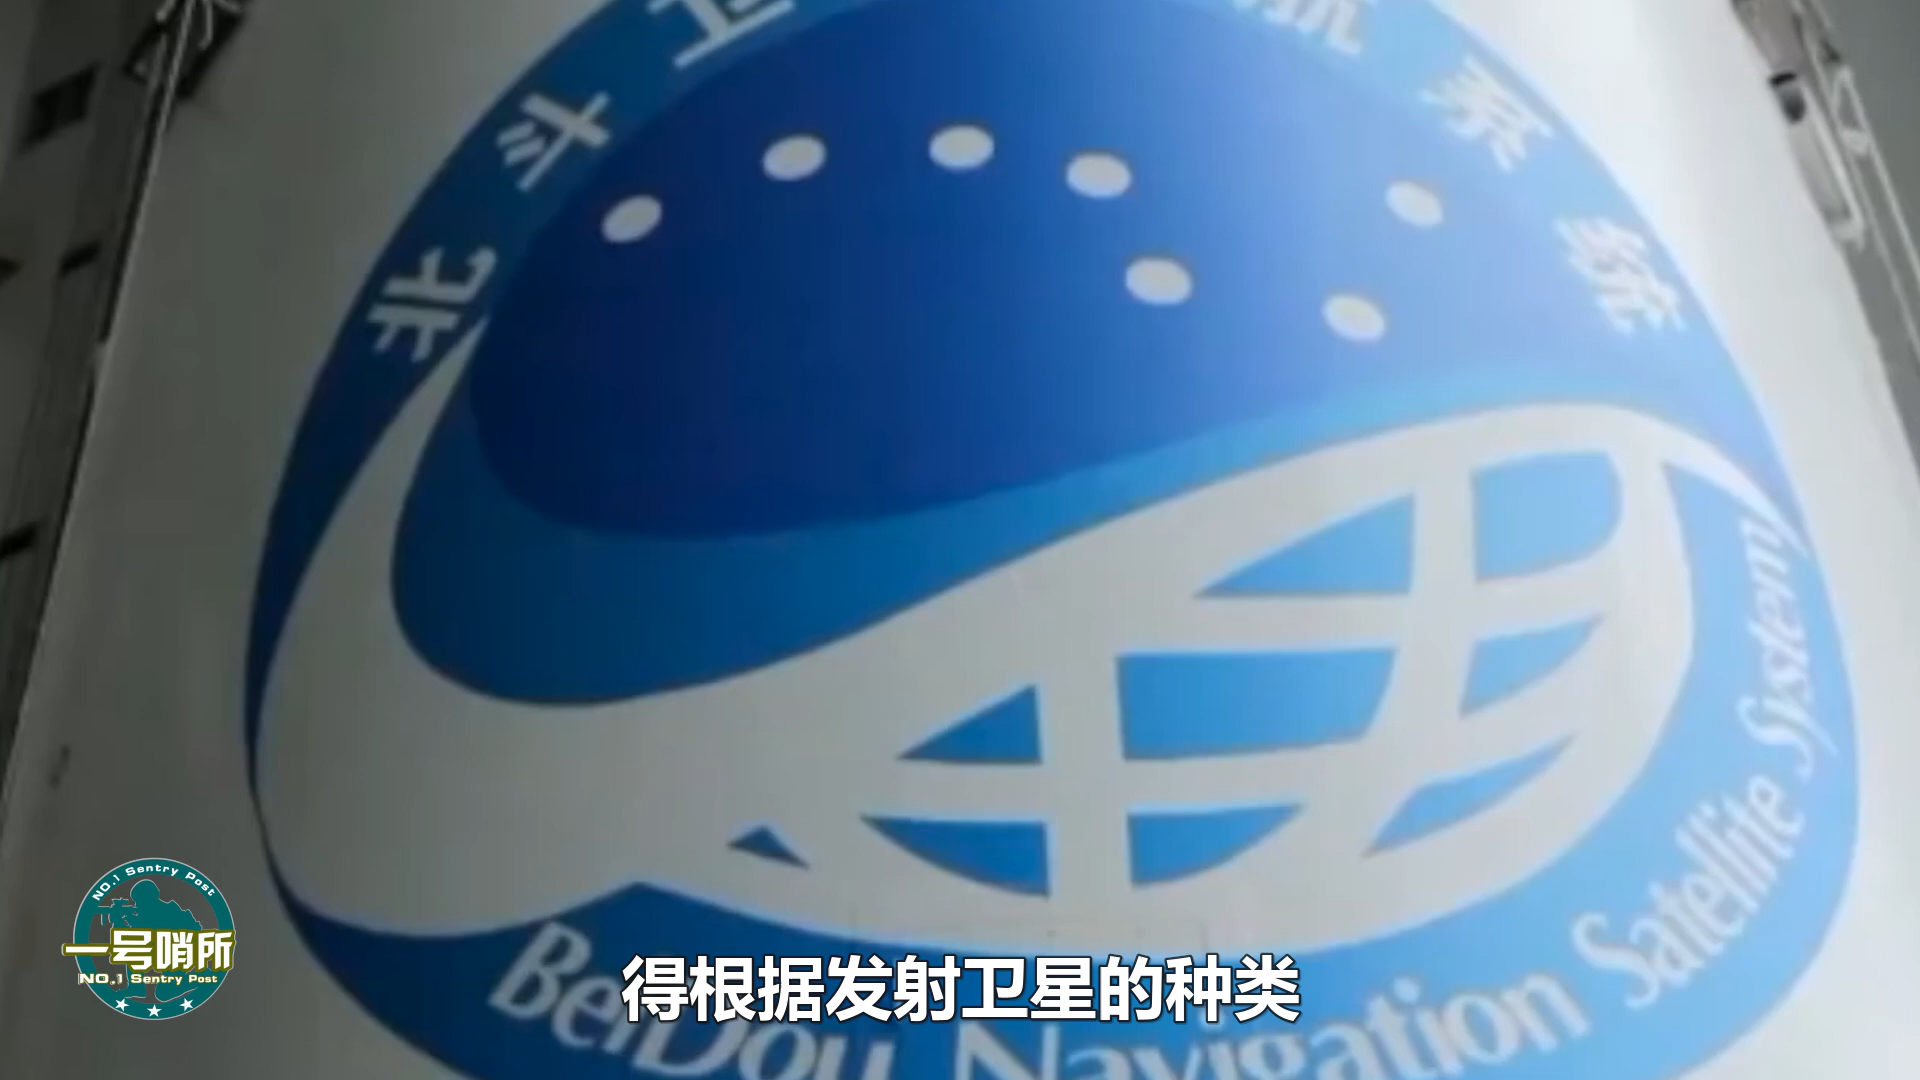 北斗卫
航系统
BeiDou Navigation Satellite System
NO.1 Sentry Post
一号哨所
NO.1 Sentry Post
得根据发射卫星的种类